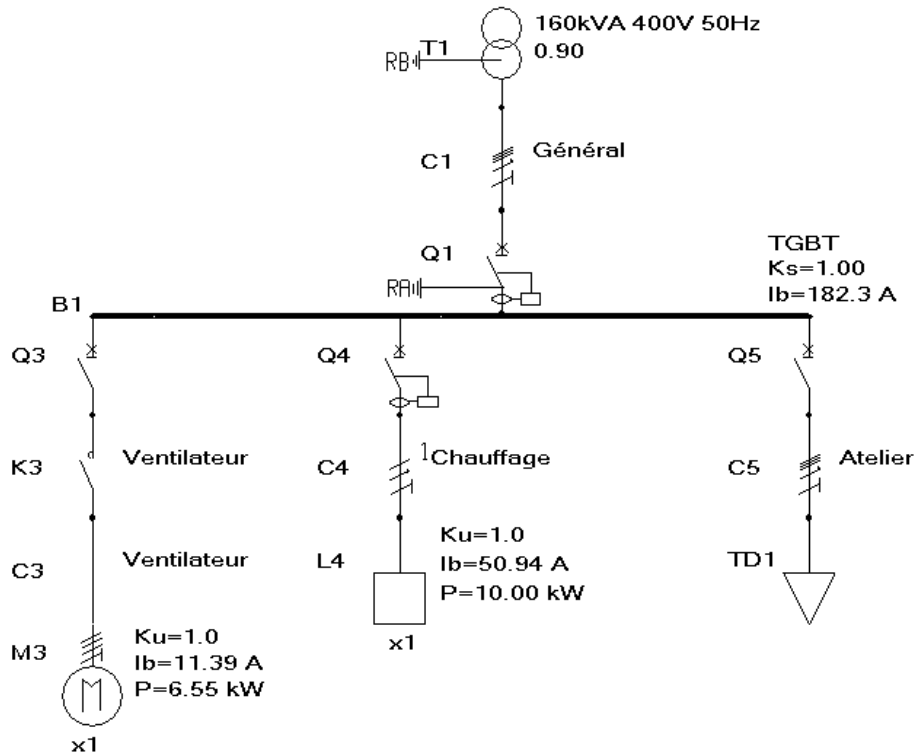 160kVA 400V 50Hz
T1
0.90
RB
C1
Général
Q1
RA
TGBT
Ks=1.00
Ib=182.3 A
B1
Q3
Q4
Q5
K3
Ventilateur
C4
1
Chauffage
C5
Atelier
C3
Ventilateur
L4
Ku=1.0
Ib=50.94 A
P=10.00 kW
x1
TD1
M3
Ku=1.0
Ib=11.39 A
P=6.55 kW
M
x1